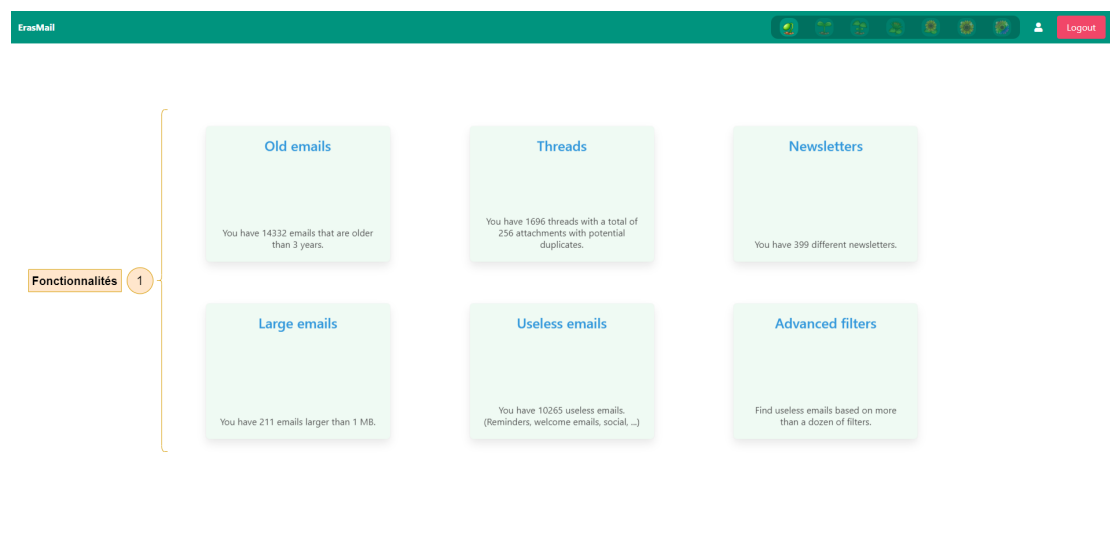 ErasMail
Logout
Old emails
You have 14332 emails that are older
than 3 years.
Threads
You have 1696 threads with a total of
256 attachments with potential
duplicates.
Newsletters
You have 399 different newsletters.
Fonctionnalités
1
Large emails
You have 211 emails larger than 1 MB.
Useless emails
You have 10265 useless emails.
(Reminders, welcome emails, social, ...)
Advanced filters
Find useless emails based on more
than a dozen of filters.